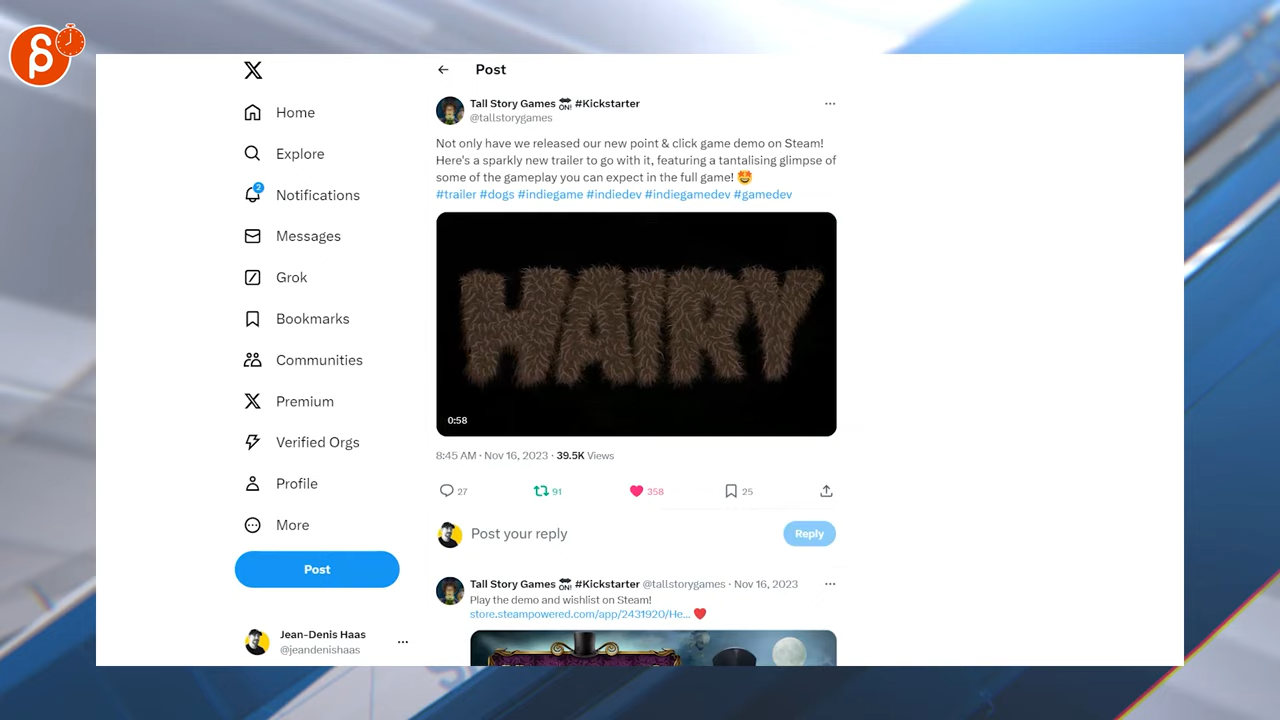 Post
Tall Story Games ON! #Kickstarter
@tallstorygames
Not only have we released our new point & click game demo on Steam!
Here's a sparkly new trailer to go with it, featuring a tantalising glimpse of
some of the gameplay you can expect in the full game! 🤩
#trailer #dogs #indiegame #indiedev #indiegamedev #gamedev
HAIRY
0:58
8:45 AM · Nov 16, 2023 · 39.5K Views
27 91 358 25
Post your reply
Reply
Tall Story Games ON! #Kickstarter @tallstorygames · Nov 16, 2023
Play the demo and wishlist on Steam!
store.steampowered.com/app/2431920/He... ❤️
X
Home
Explore
2
Notifications
Messages
Grok
Bookmarks
Communities
Premium
Verified Orgs
Profile
More
Post
Jean-Denis Haas
@jeandenishaas